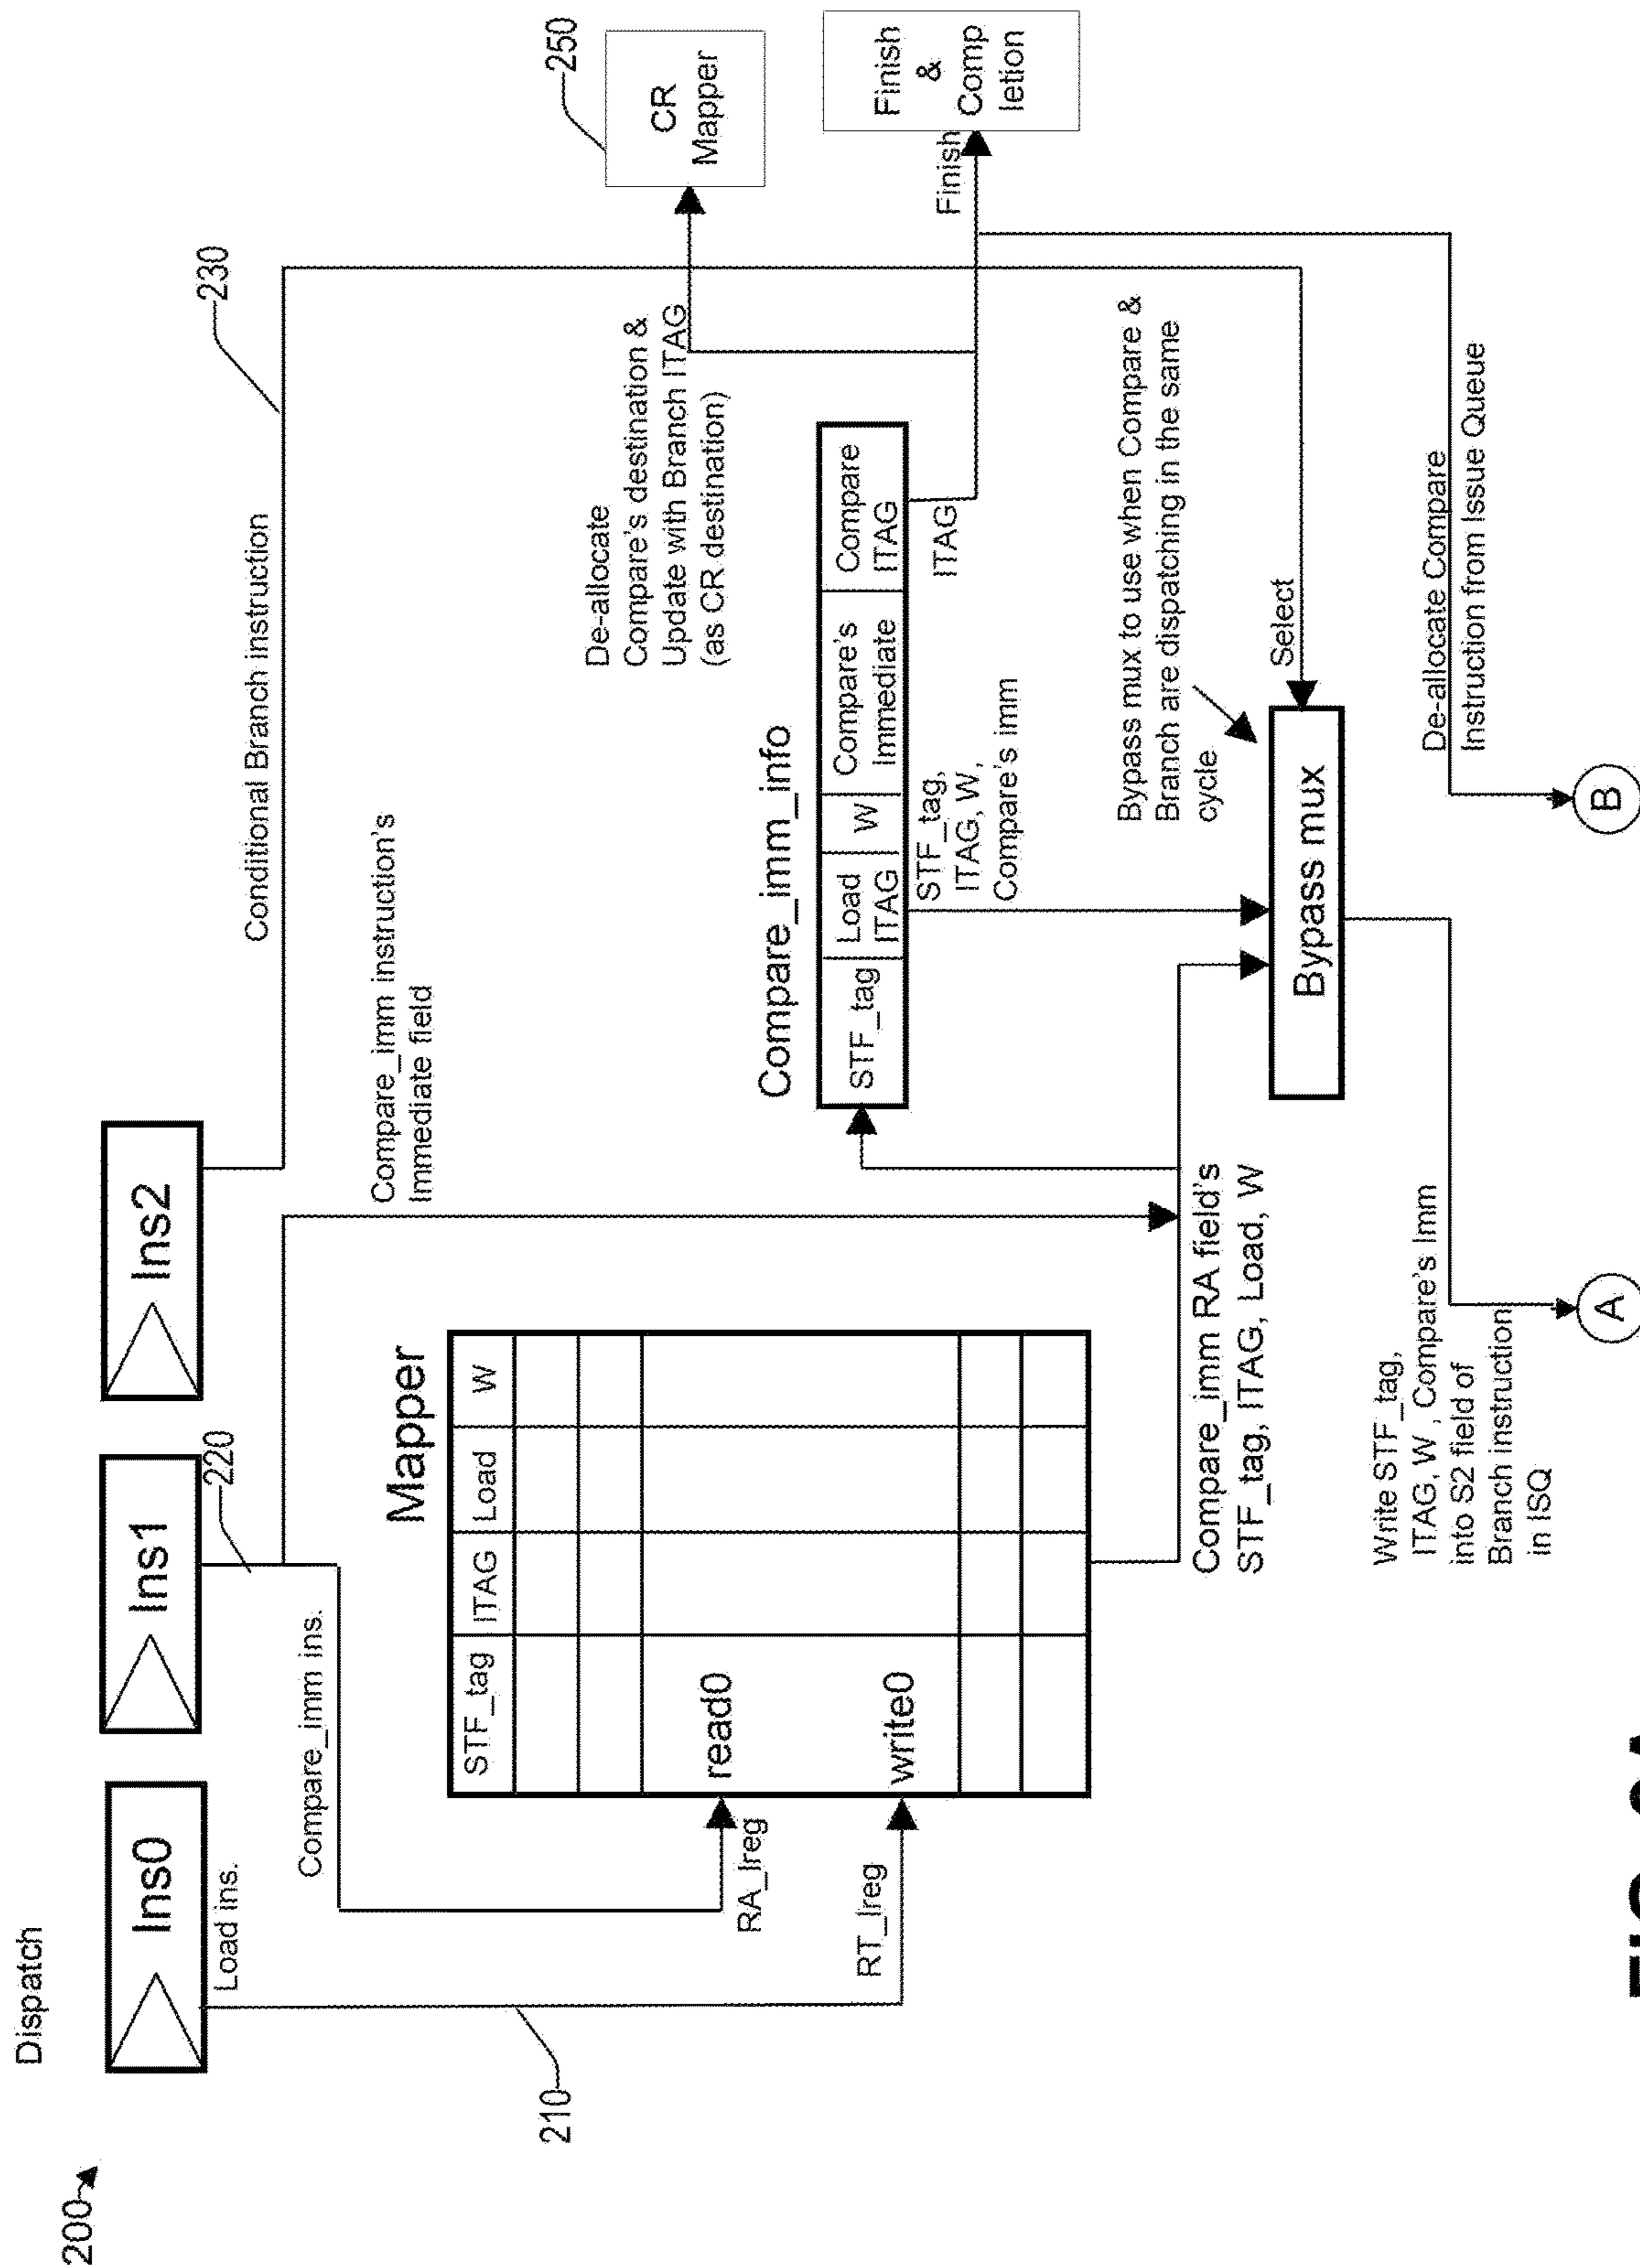 200
Dispatch
Ins0
Ins1
Ins2
Load ins.
220
230
Conditional Branch instruction
Compare_imm ins.
Compare_imm instruction's
Immediate field
210
Mapper
STF_tag ITAG Load W
read0
write0
RA_lreg
RT_lreg
250
CR
Mapper
De-allocate
Compare's destination &
Update with Branch ITAG
(as CR destination)
Compare_imm_info
STF_tag
Load
ITAG
W
Compare's
Immediate
Compare
ITAG
Finish
Finish
&
Comp
letion
ITAG
STF_tag,
ITAG, W,
Compare's imm
Compare_imm RA field's
STF_tag, ITAG, Load, W
Bypass mux to use when Compare &
Branch are dispatching in the same
cycle
Select
Bypass mux
Write STF_tag,
ITAG, W , Compare's Imm
into S2 field of
Branch instruction
in ISQ
De-allocate Compare
Instruction from Issue Queue
A
B